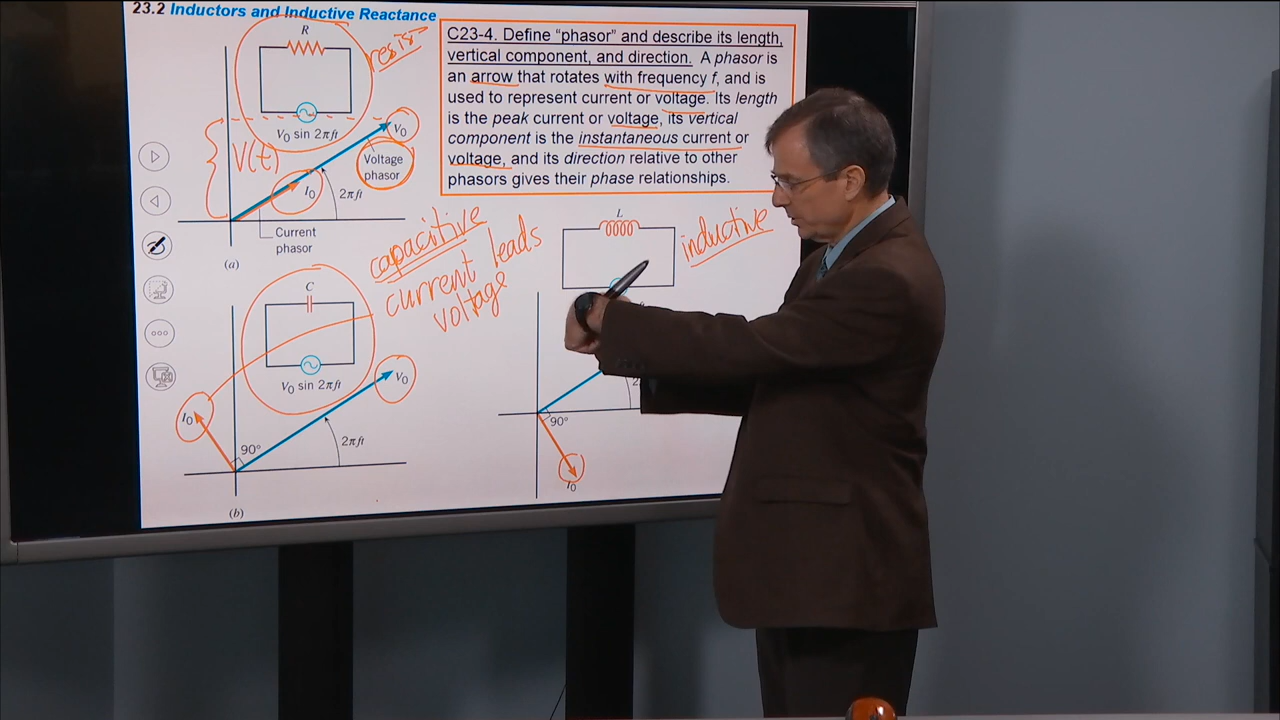 23.2 Inductors and Inductive Reactance
R
V0 sin 2πft
V0
Voltage
phasor
I0
2πft
V(t)
Current
phasor
(a)
C23-4. Define “phasor” and describe its length,
vertical component, and direction. A phasor is
an arrow that rotates with frequency f, and is
used to represent current or voltage. Its length
is the peak current or voltage, its vertical
component is the instantaneous current or
voltage, and its direction relative to other
phasors gives their phase relationships.
capacitive
current leads
voltage
C
V0 sin 2πft
V0
I0
90°
2πft
(b)
L
inductive
90°
I0